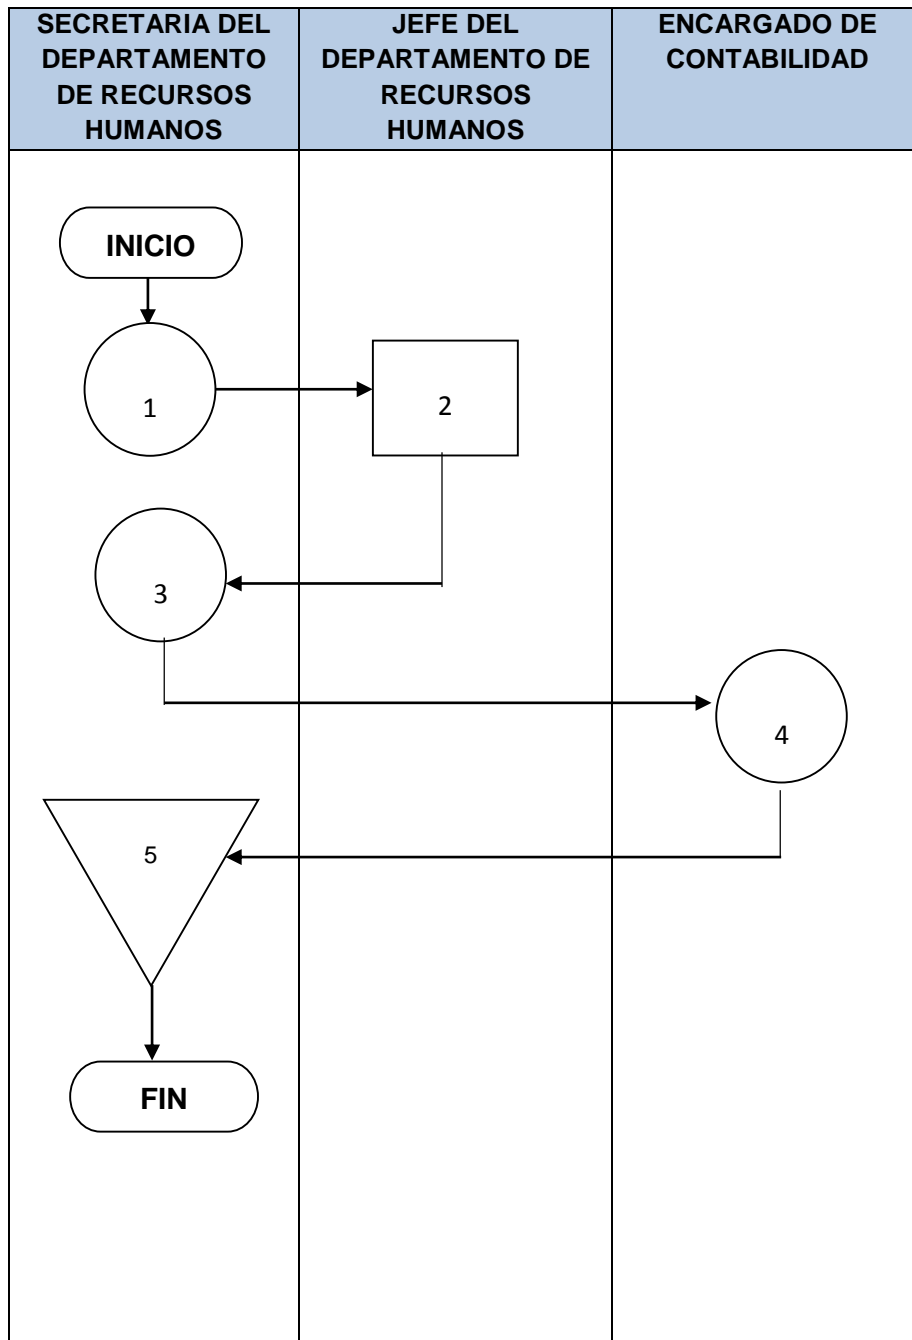 SECRETARIA DEL
DEPARTAMENTO
DE RECURSOS
HUMANOS
JEFE DEL
DEPARTAMENTO DE
RECURSOS
HUMANOS
ENCARGADO DE
CONTABILIDAD
INICIO
1
2
3
4
5
FIN